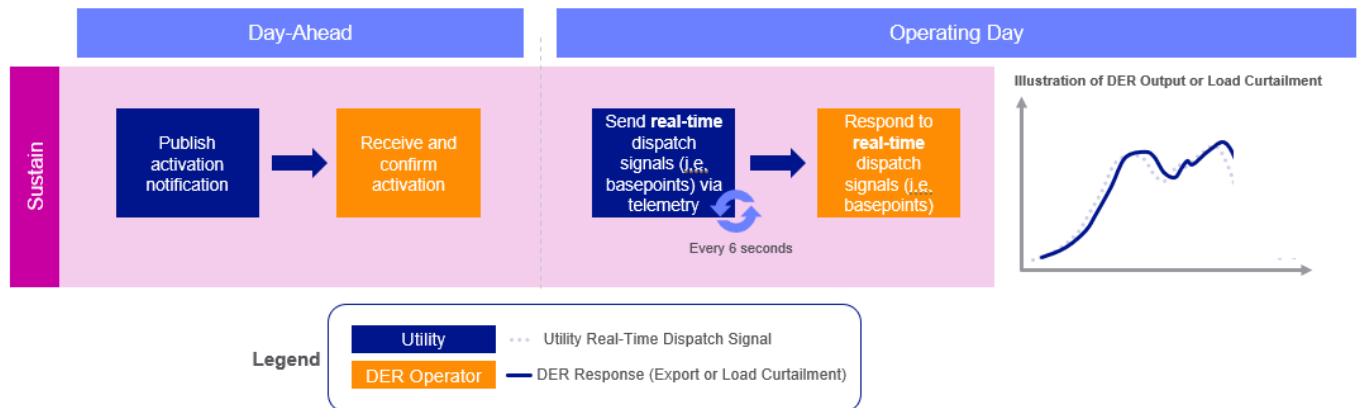 Day-Ahead
Operating Day
Sustain
Publish
activation
notification
Receive and
confirm
activation
Send real-time
dispatch
signals (i.e.
basepoints) via
telemetry
Every 6 seconds
Respond to
real-time
dispatch
signals (i.e.
basepoints)
Illustration of DER Output or Load Curtailment
Legend
Utility
Utility Real-Time Dispatch Signal
DER Operator
DER Response (Export or Load Curtailment)